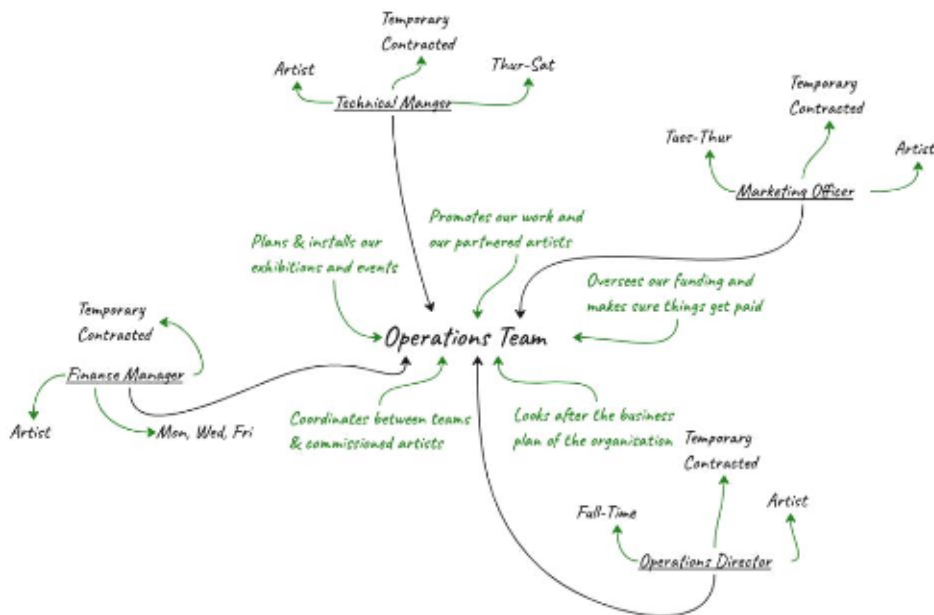 Temporary
Contracted
Artist
Thur-Sat
Technical Manger
Temporary
Contracted
Tues-Thur
Artist
Marketing Officer
Promotes our work and
our partnered artists
Plans & installs our
exhibitions and events
Oversees our funding and
makes sure things get paid
Operations Team
Temporary
Contracted
Finanse Manager
Artist
Mon, Wed, Fri
Coordinates between teams
& commissioned artists
Looks after the business
plan of the organisation
Temporary
Contracted
Full-Time
Artist
Operations Director